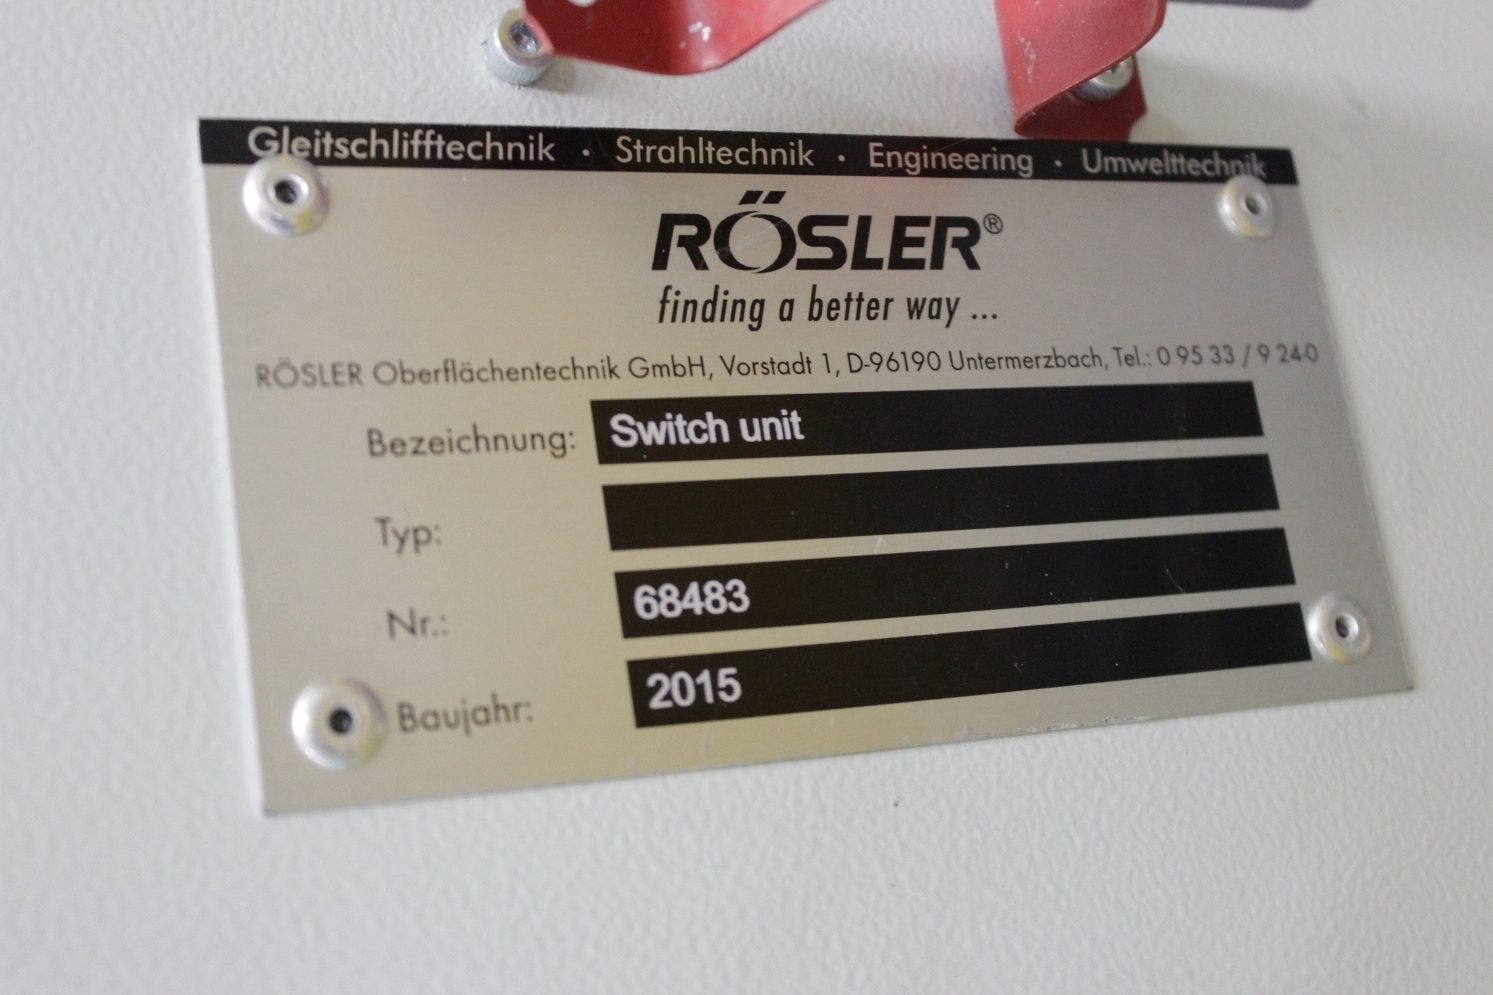 Gleitschlifftechnik · Strahltechnik · Engineering · Umwelttechnik
RÖSLER®
finding a better way ...
RÖSLER Oberflächentechnik GmbH, Vorstadt 1, D-96190 Untermerzbach, Tel.: 0 95 33 / 9 24-0
Bezeichnung: Switch unit
Typ:
Nr.: 68483
Baujahr: 2015